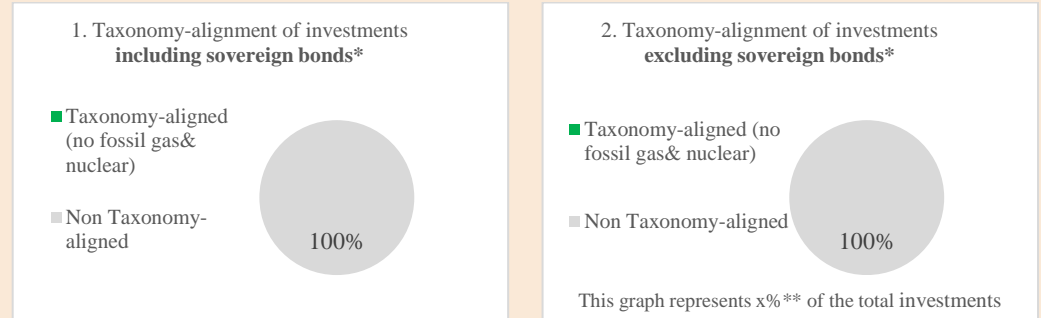 1. Taxonomy-alignment of investments
including sovereign bonds*
Taxonomy-aligned
(no fossil gas&
nuclear)
Non Taxonomy-
aligned
100%
2. Taxonomy-alignment of investments
excluding sovereign bonds*
Taxonomy-aligned (no
fossil gas& nuclear)
Non Taxonomy-aligned
100%
This graph represents x%** of the total investments